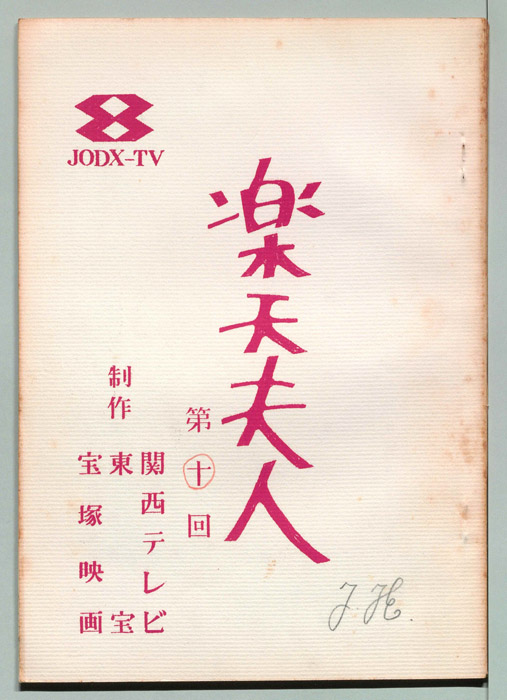 JODX-TV
楽天夫人
第十回
制作
関西テレビ
東宝
宝塚映画
J. H.